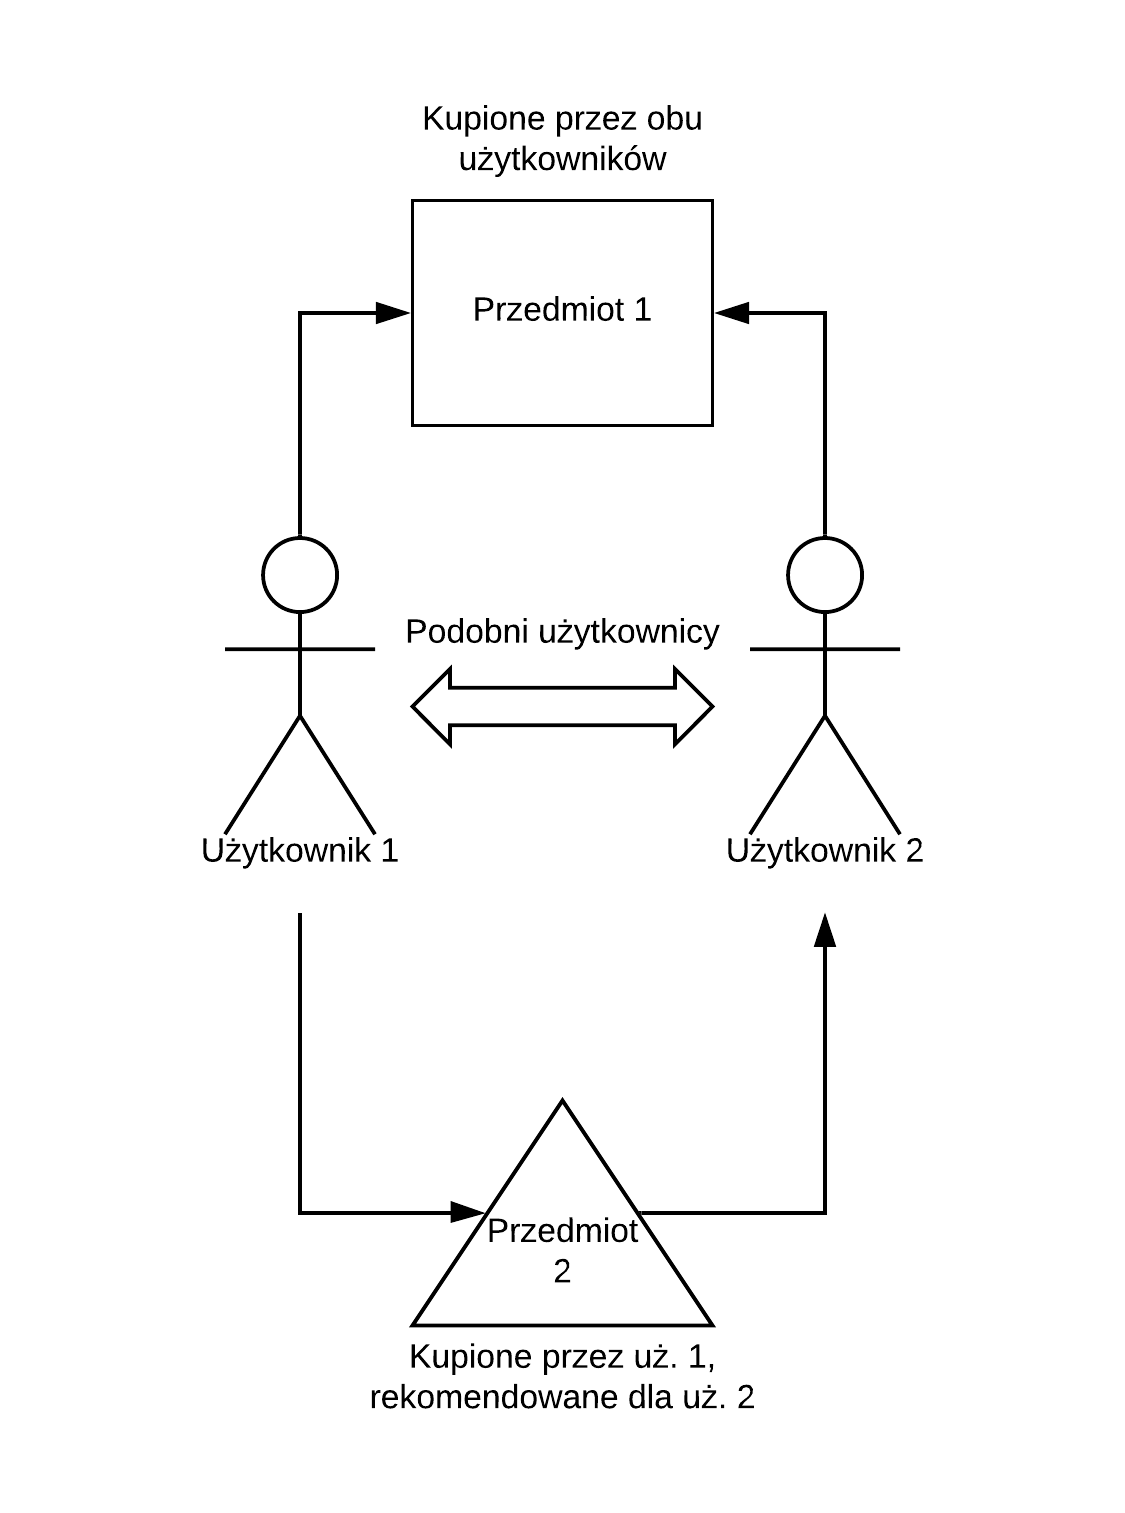 Kupione przez obu
użytkowników
Przedmiot 1
Podobni użytkownicy
Użytkownik 1
Użytkownik 2
Przedmiot
2
Kupione przez uż. 1,
rekomendowane dla uż. 2